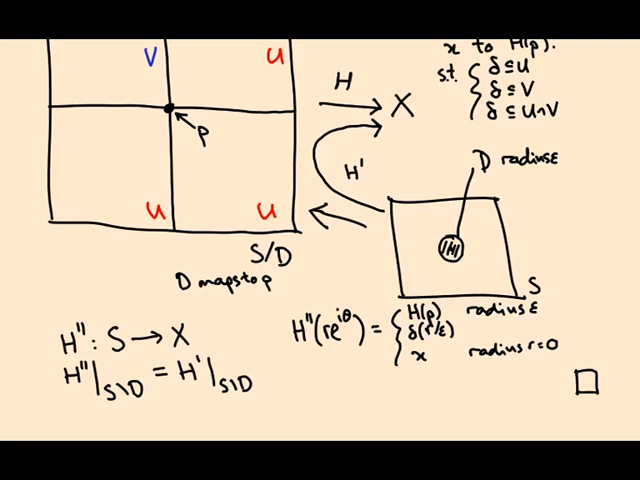 x to H(p).
s.t. { δ ⊆ U
δ ⊆ V
δ ⊆ U∩V
V
U
H
X
p
H'
D radius ε
U
U
S/D
D maps to p
S
H'': S → X
H''|S\D = H'|S\D
H''(re^iθ) = { H(p) radius ε
δ(r/ε)
x radius r=0